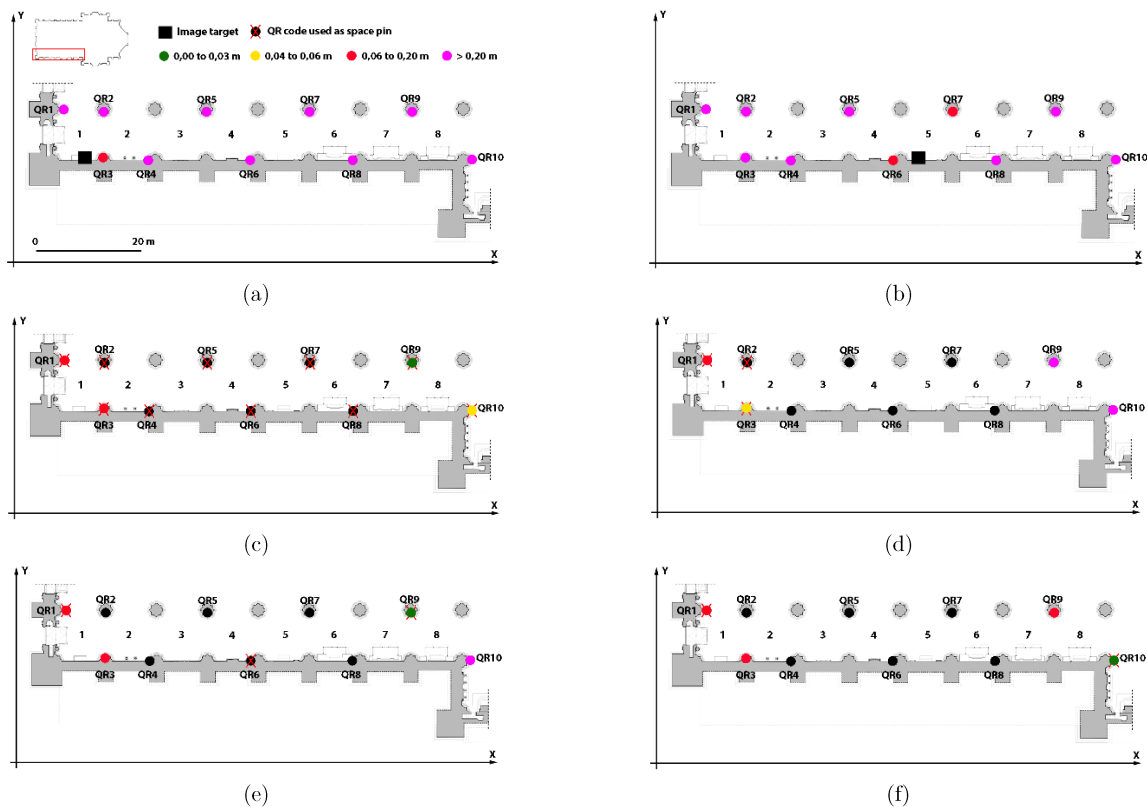 Y
Image target
QR code used as space pin
0,00 to 0,03 m
0,04 to 0,06 m
0,06 to 0,20 m
> 0,20 m
QR1
QR2
QR5
QR7
QR9
1 2 3 4 5 6 7 8
QR10
QR3
QR4
QR6
QR8
0 20 m
X
(a)
Y
QR1
QR2
QR5
QR7
QR9
1 2 3 4 5 6 7 8
QR10
QR3
QR4
QR6
QR8
X
(b)
Y
QR1
QR2
QR5
QR7
QR9
1 2 3 4 5 6 7 8
QR10
QR3
QR4
QR6
QR8
X
(c)
Y
QR1
QR2
QR5
QR7
QR9
1 2 3 4 5 6 7 8
QR10
QR3
QR4
QR6
QR8
X
(d)
Y
QR1
QR2
QR5
QR7
QR9
1 2 3 4 5 6 7 8
QR10
QR3
QR4
QR6
QR8
X
(e)
Y
QR1
QR2
QR5
QR7
QR9
1 2 3 4 5 6 7 8
QR10
QR3
QR4
QR6
QR8
X
(f)